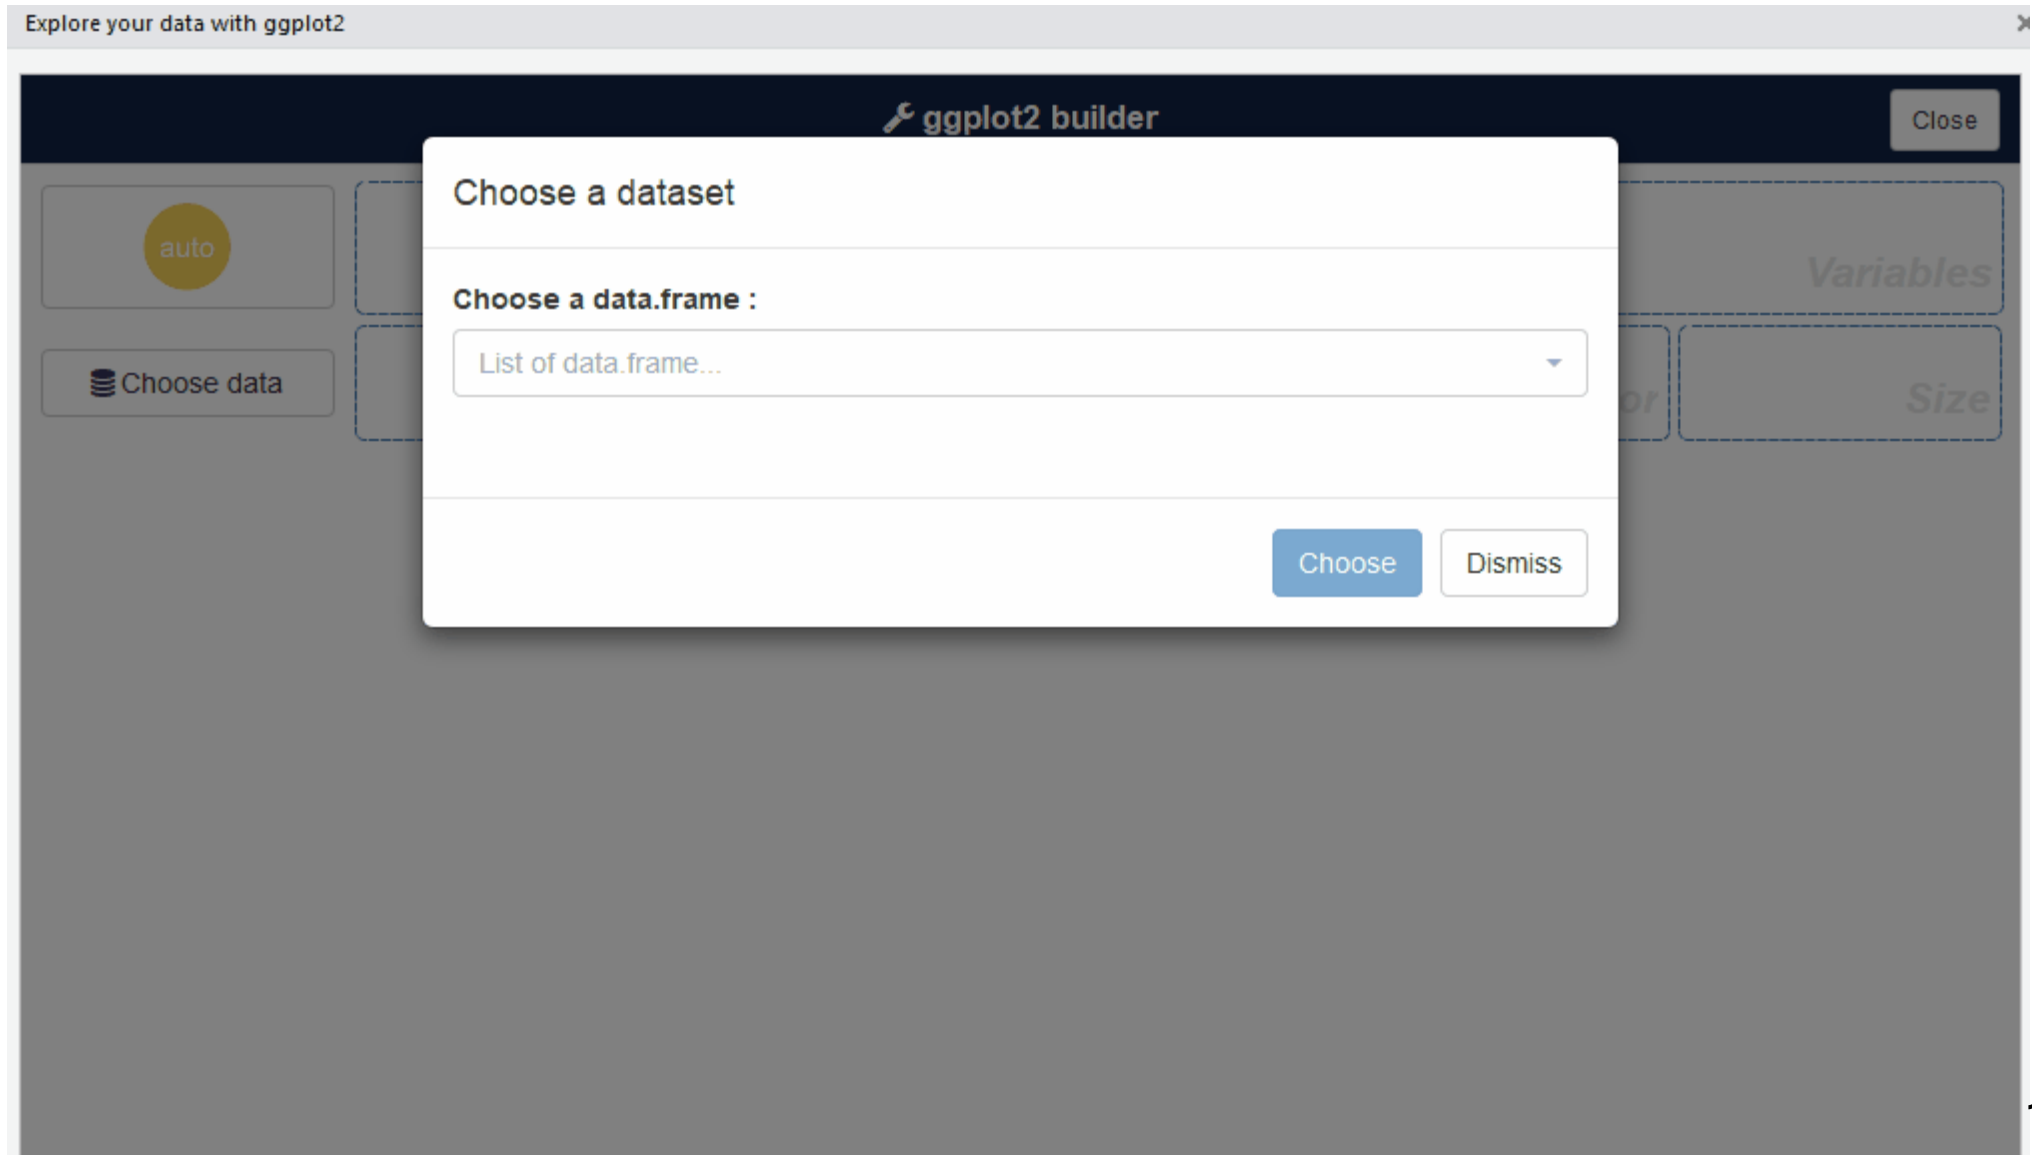 Explore your data with ggplot2
ggplot2 builder
Close
Choose a dataset
auto
Variables
Choose a data.frame :
List of data.frame...
Choose data
or
Size
Choose
Dismiss